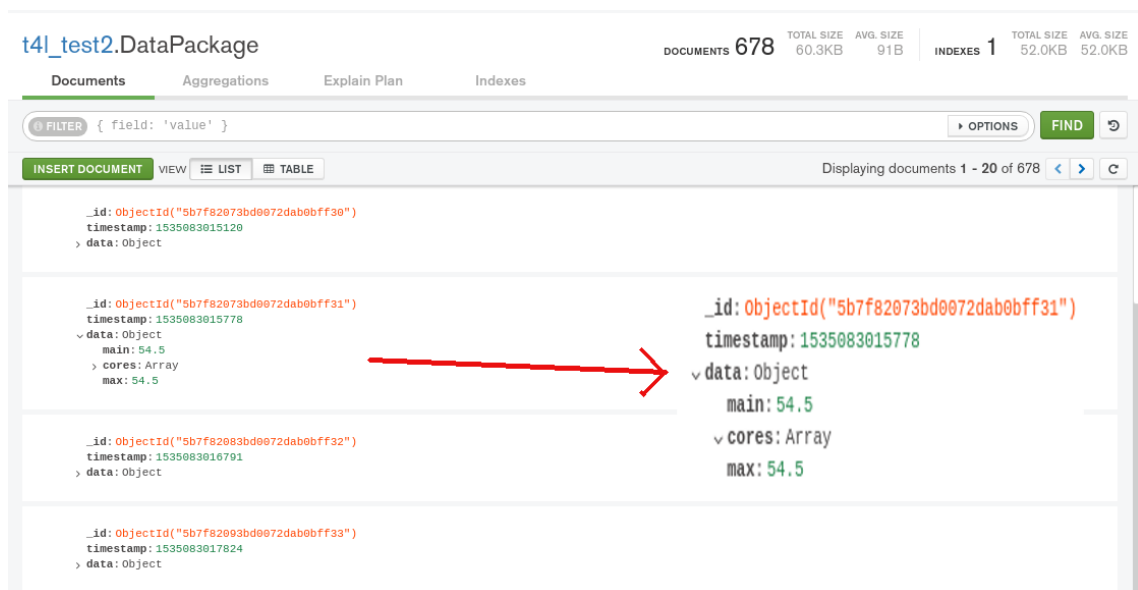 t4l_test2.DataPackage
DOCUMENTS 678 TOTAL SIZE 60.3KB AVG. SIZE 91B INDEXES 1 TOTAL SIZE 52.0KB AVG. SIZE 52.0KB
Documents Aggregations Explain Plan Indexes
FILTER { field: 'value' } OPTIONS FIND
INSERT DOCUMENT VIEW LIST TABLE Displaying documents 1 - 20 of 678
_id: ObjectId("5b7f82073bd0072dab0bff30")
timestamp: 1535083015120
data: Object
_id: ObjectId("5b7f82073bd0072dab0bff31")
timestamp: 1535083015778
data: Object
main: 54.5
cores: Array
max: 54.5
_id: ObjectId("5b7f82073bd0072dab0bff31")
timestamp: 1535083015778
data: Object
main: 54.5
cores: Array
max: 54.5
_id: ObjectId("5b7f82083bd0072dab0bff32")
timestamp: 1535083016791
data: Object
_id: ObjectId("5b7f82093bd0072dab0bff33")
timestamp: 1535083017824
data: Object